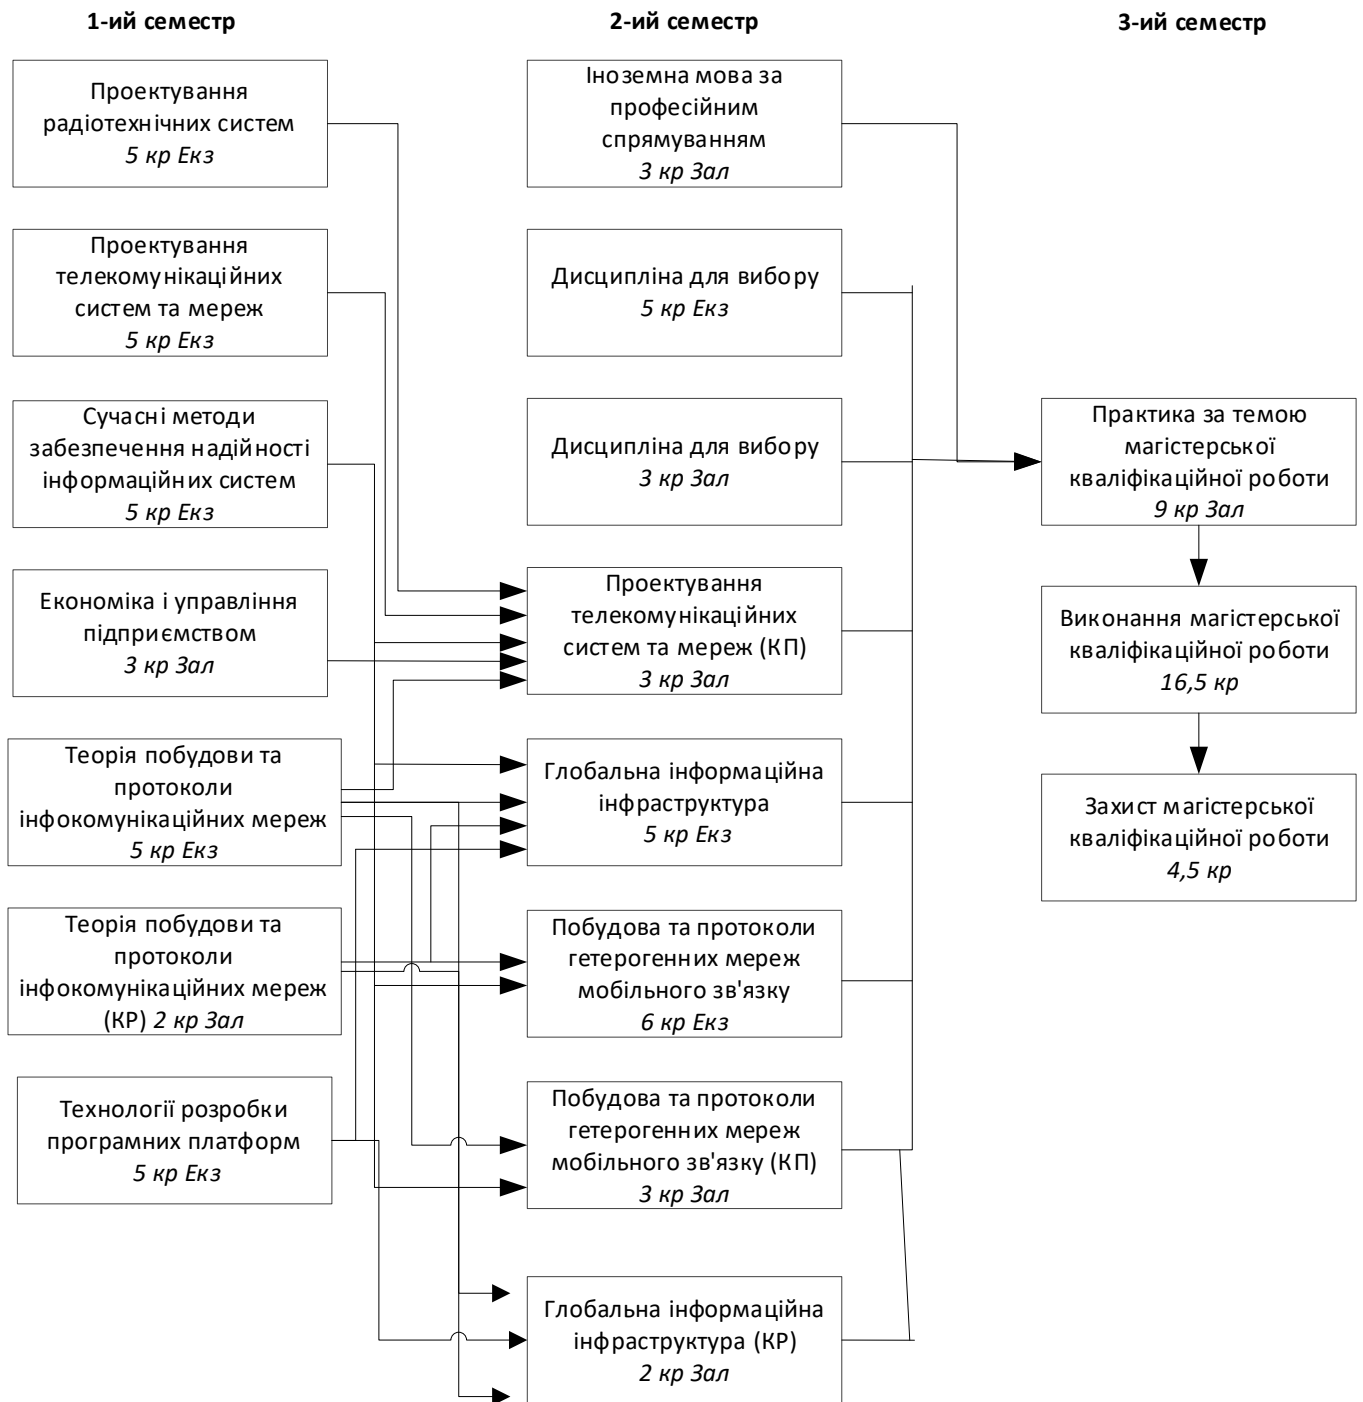 1-ий семестр
Проектування
радіотехнічних систем
5 кр Екз
Проектування
телекомунікаційних
систем та мереж
5 кр Екз
Сучасні методи
забезпечення надійності
інформаційних систем
5 кр Екз
Економіка і управління
підприємством
3 кр Зал
Теорія побудови та
протоколи
інфокомунікаційних мереж
5 кр Екз
Теорія побудови та
протоколи
інфокомунікаційних мереж
(КР) 2 кр Зал
Технології розробки
програмних платформ
5 кр Екз
2-ий семестр
Іноземна мова за
професійним
спрямуванням
3 кр Зал
Дисципліна для вибору
5 кр Екз
Дисципліна для вибору
3 кр Зал
Проектування
телекомунікаційних
систем та мереж (КП)
3 кр Зал
Глобальна інформаційна
інфраструктура
5 кр Екз
Побудова та протоколи
гетерогенних мереж
мобільного зв'язку
6 кр Екз
Побудова та протоколи
гетерогенних мереж
мобільного зв'язку (КП)
3 кр Зал
Глобальна інформаційна
інфраструктура (КР)
2 кр Зал
3-ий семестр
Практика за темою
магістерської
кваліфікаційної роботи
9 кр Зал
Виконання магістерської
кваліфікаційної роботи
16,5 кр
Захист магістерської
кваліфікаційної роботи
4,5 кр